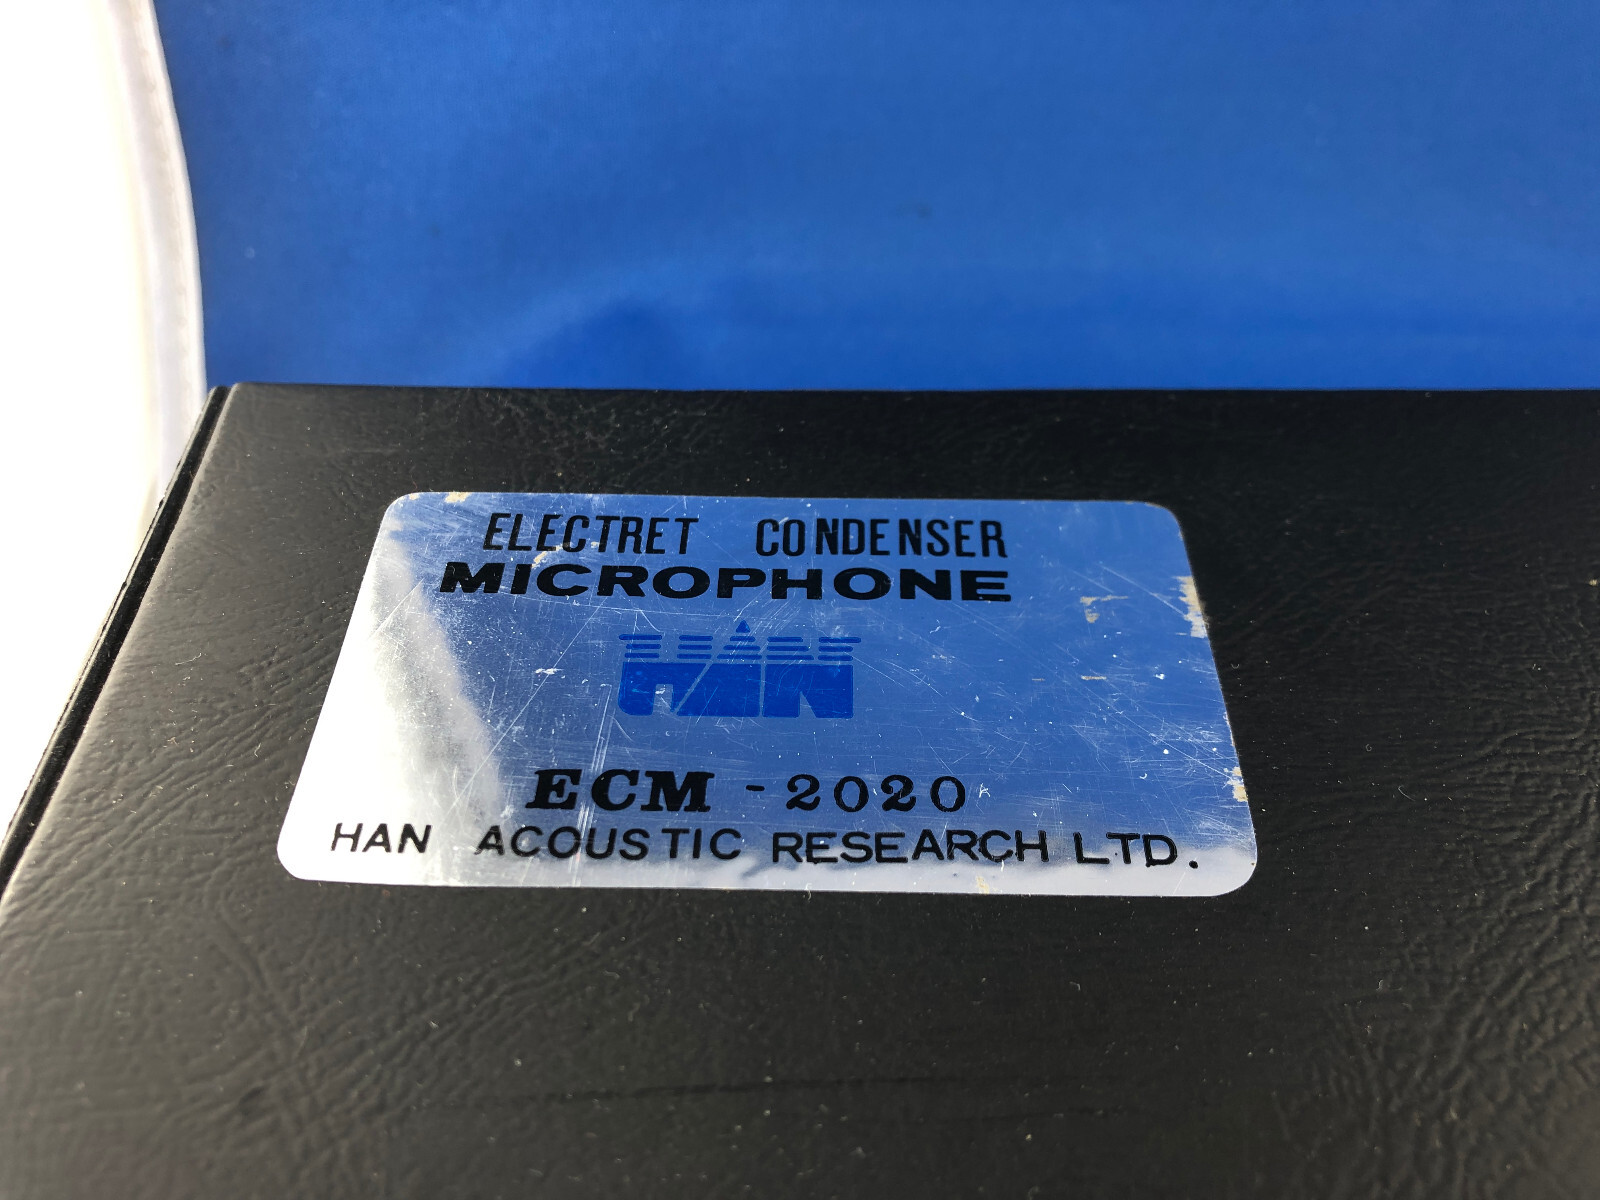 ELECTRET CONDENSER
MICROPHONE
HAN
ECM - 2020
HAN ACOUSTIC RESEARCH LTD.